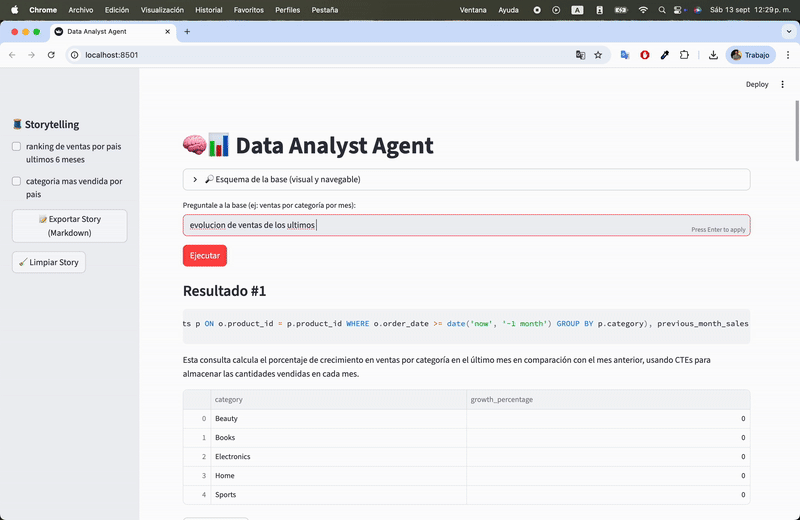 Chrome Archivo Edición Visualización Historial Favoritos Perfiles Pestaña Ventana Ayuda A Sáb 13 sept 12:29 p. m.
Data Analyst Agent
localhost:8501 Trabajo
Deploy
Storytelling
ranking de ventas por pais
ultimos 6 meses
categoria mas vendida por
pais
Exportar Story
(Markdown)
Limpiar Story
Data Analyst Agent
Esquema de la base (visual y navegable)
Preguntale a la base (ej: ventas por categoría por mes):
evolucion de ventas de los ultimos
Press Enter to apply
Ejecutar
Resultado #1
ts p ON o.product_id = p.product_id WHERE o.order_date >= date('now', '-1 month') GROUP BY p.category), previous_month_sales
Esta consulta calcula el porcentaje de crecimiento en ventas por categoría en el último mes en comparación con el mes anterior, usando CTEs para
almacenar las cantidades vendidas en cada mes.
category growth_percentage
0 Beauty 0
1 Books 0
2 Electronics 0
3 Home 0
4 Sports 0